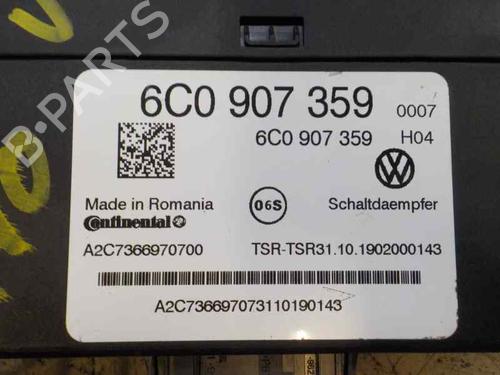 B-PARTS
6C0 907 359 0007
6C0 907 359 H04
Made in Romania 06S Schaltdaempfer
Continental
A2C7366970700 TSR-TSR31.10.1902000143
A2C736697073110190143